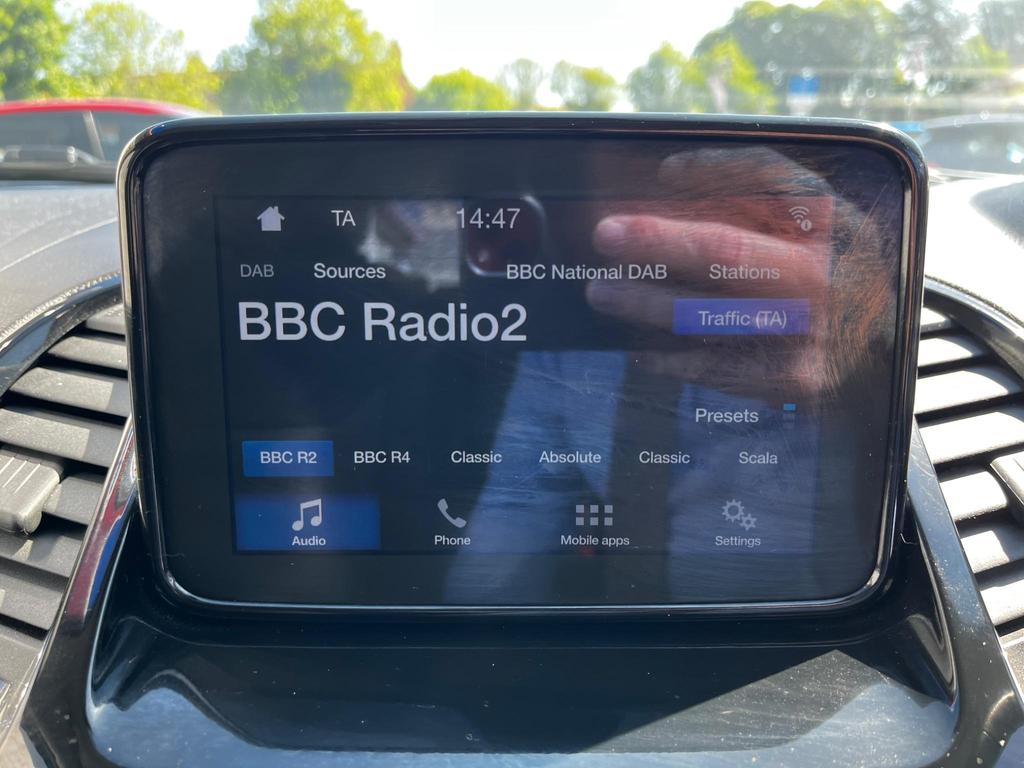 TA 14:47
DAB Sources BBC National DAB Stations
BBC Radio2 Traffic (TA)
Presets
BBC R2 BBC R4 Classic Absolute Classic Scala
Audio Phone Mobile apps Settings